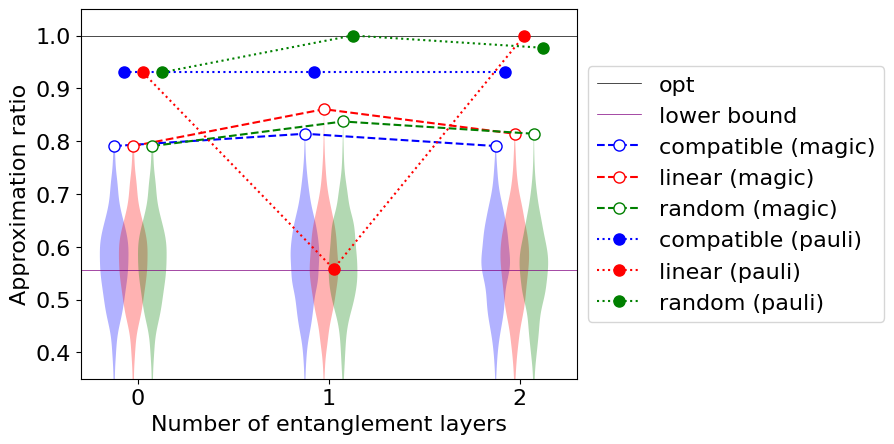 1.0
0.9
0.8
0.7
0.6
0.5
0.4
Approximation ratio
0 1 2
Number of entanglement layers
opt
lower bound
compatible (magic)
linear (magic)
random (magic)
compatible (pauli)
linear (pauli)
random (pauli)